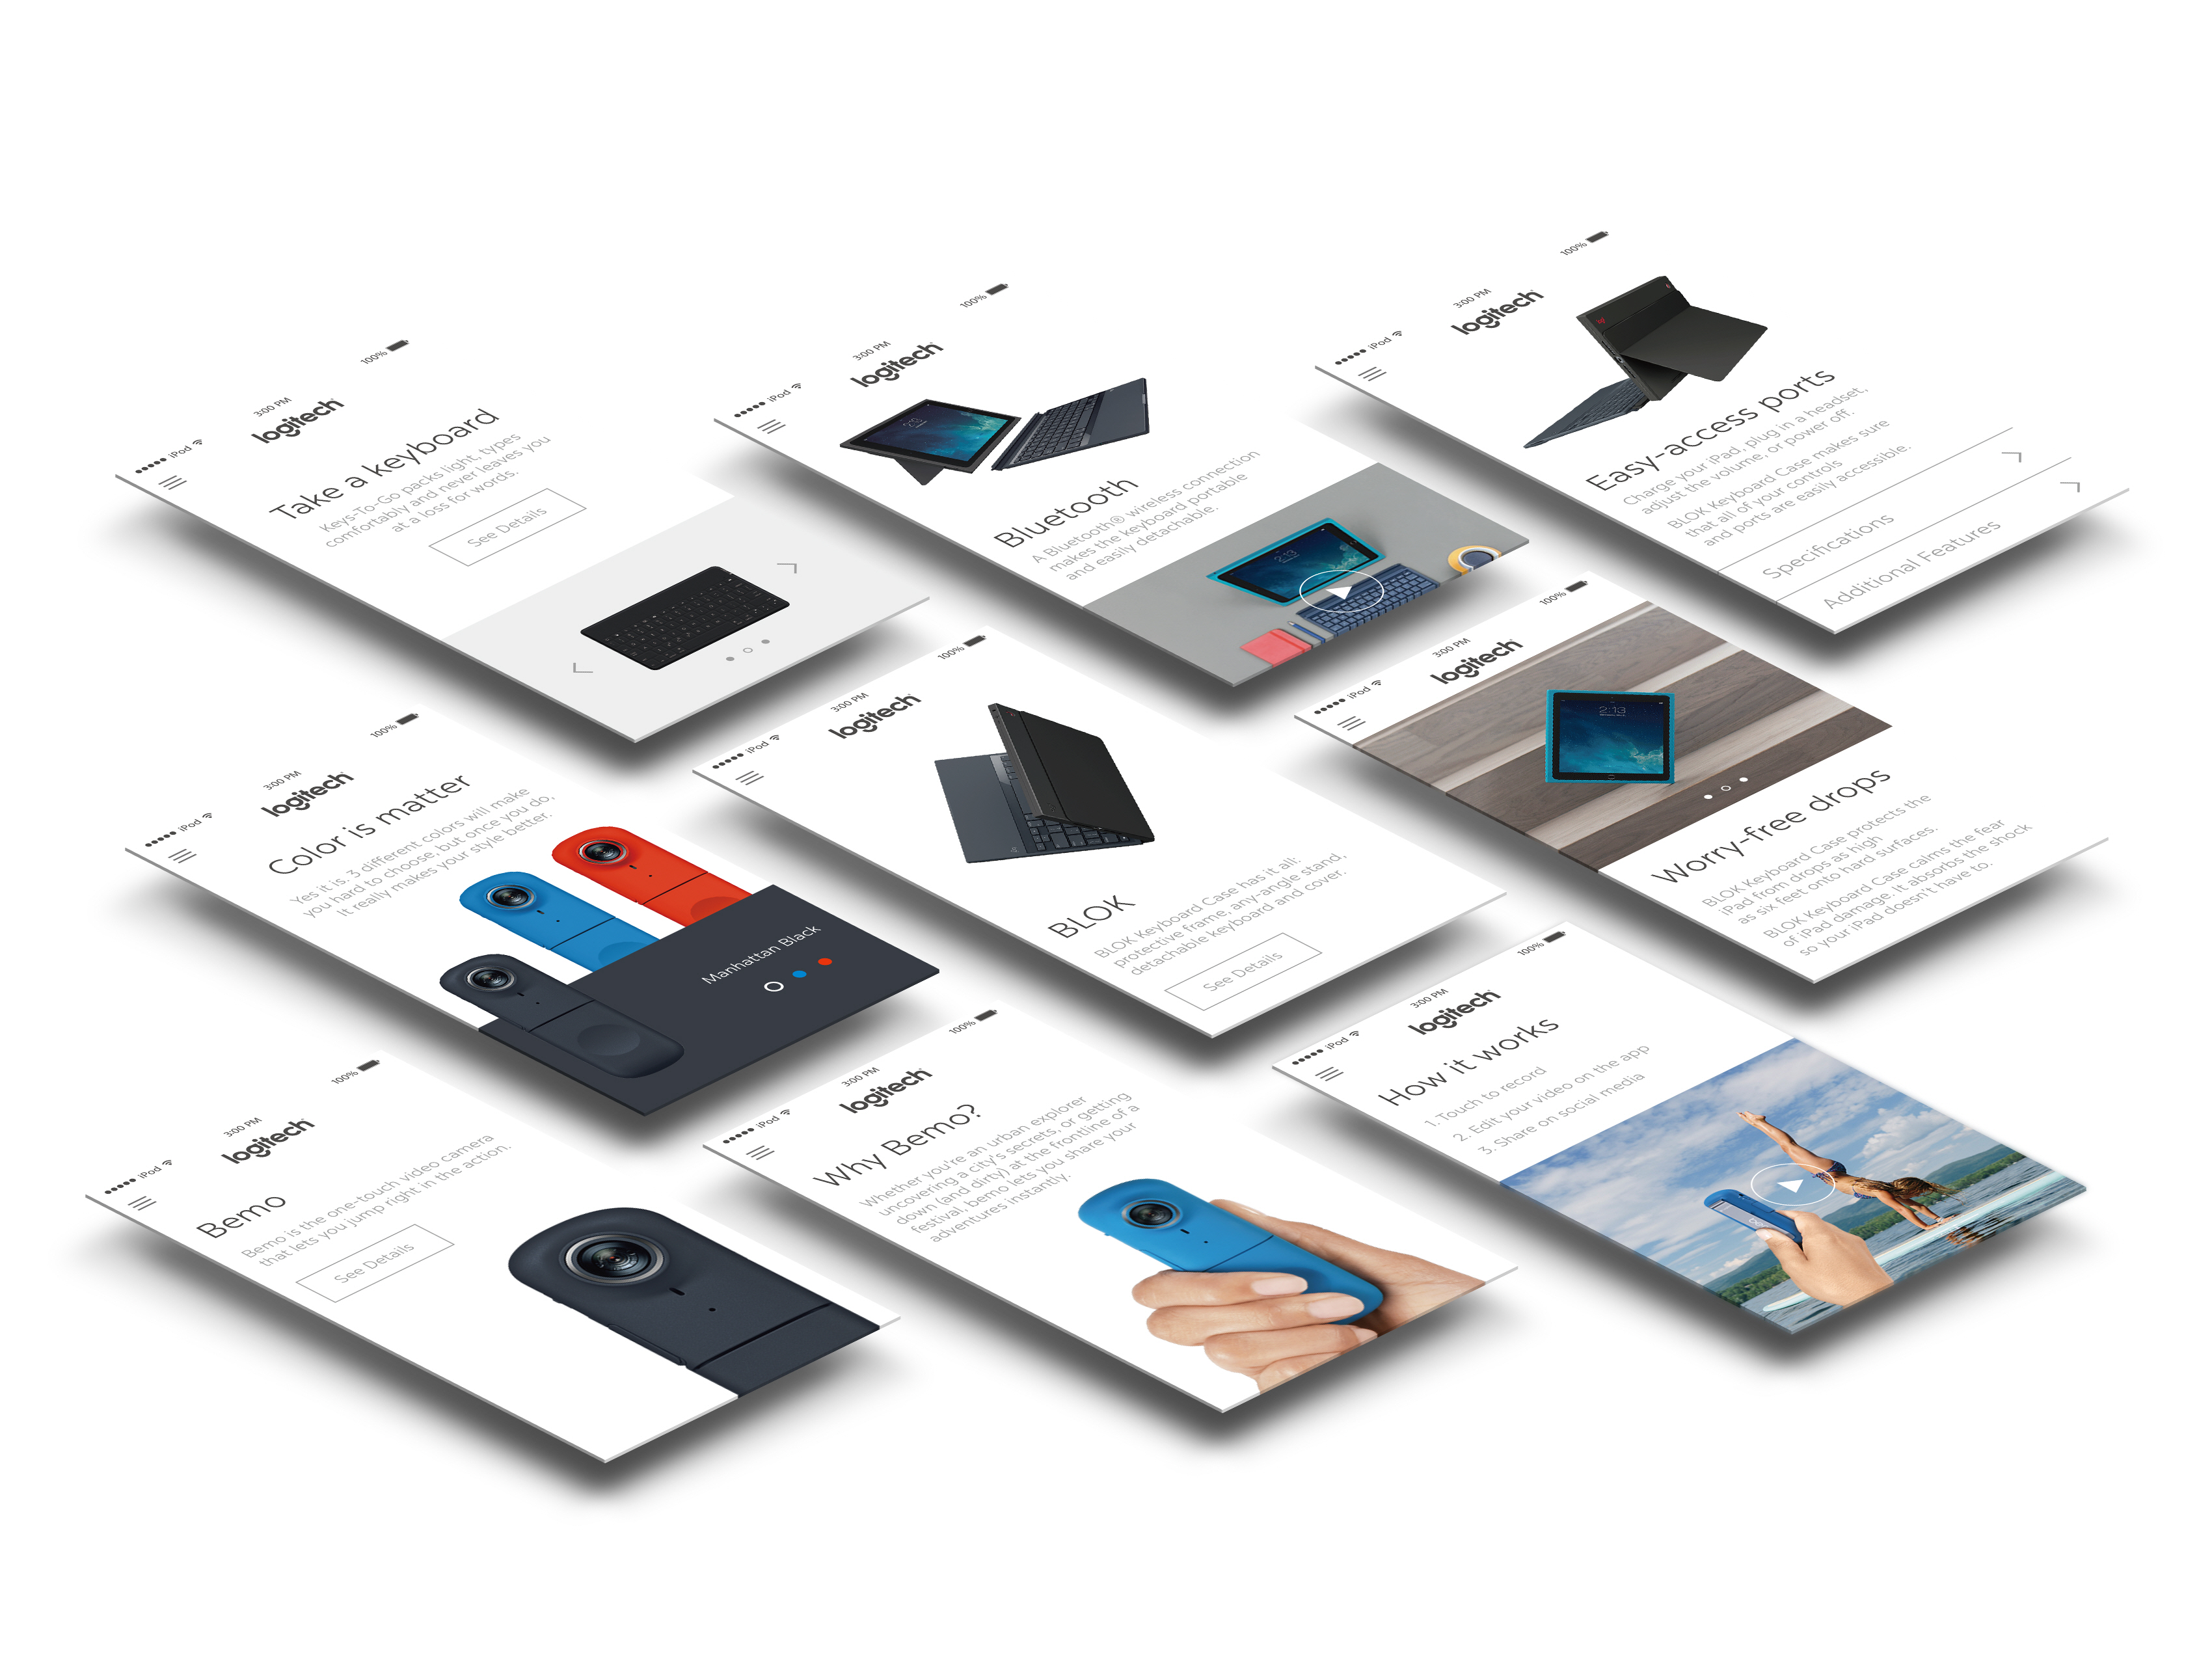 ●●●●● iPod 3:00 PM 100%
logitech
Take a keyboard
Keys-To-Go packs light, types
comfortably and never leaves you
at a loss for words.
See Details
●●●●● iPod 3:00 PM 100%
logitech
Bluetooth
A Bluetooth® wireless connection
makes the keyboard portable
and easily detachable.
2:13
●●●●● iPod 3:00 PM 100%
logitech
Easy-access ports
Charge your iPad, plug in a headset,
adjust the volume, or power off.
BLOK Keyboard Case makes sure
that all of your controls
and ports are easily accessible.
Specifications
Additional Features
●●●●● iPod 3:00 PM 100%
logitech
Color is matter
Yes it is. 3 different colors will make
you hard to choose, but once you do,
It really makes your style better.
Manhattan Black
●●●●● iPod 3:00 PM 100%
logitech
BLOK
BLOK Keyboard Case has it all:
protective frame, any-angle stand,
detachable keyboard and cover.
See Details
●●●●● iPod 3:00 PM 100%
logitech
2:13
Worry-free drops
BLOK Keyboard Case protects the
iPad from drops as high
as six feet onto hard surfaces.
BLOK Keyboard Case calms the fear
of iPad damage. It absorbs the shock
so your iPad doesn't have to.
●●●●● iPod 3:00 PM 100%
logitech
Bemo
Bemo is the one-touch video camera
that lets you jump right in the action.
See Details
●●●●● iPod 3:00 PM 100%
logitech
Why Bemo?
Whether you're an urban explorer
uncovering a city's secrets, or getting
down (and dirty) at the frontline of a
festival, bemo lets you share your
adventures instantly.
●●●●● iPod 3:00 PM 100%
logitech
How it works
1. Touch to record
2. Edit your video on the app
3. Share on social media